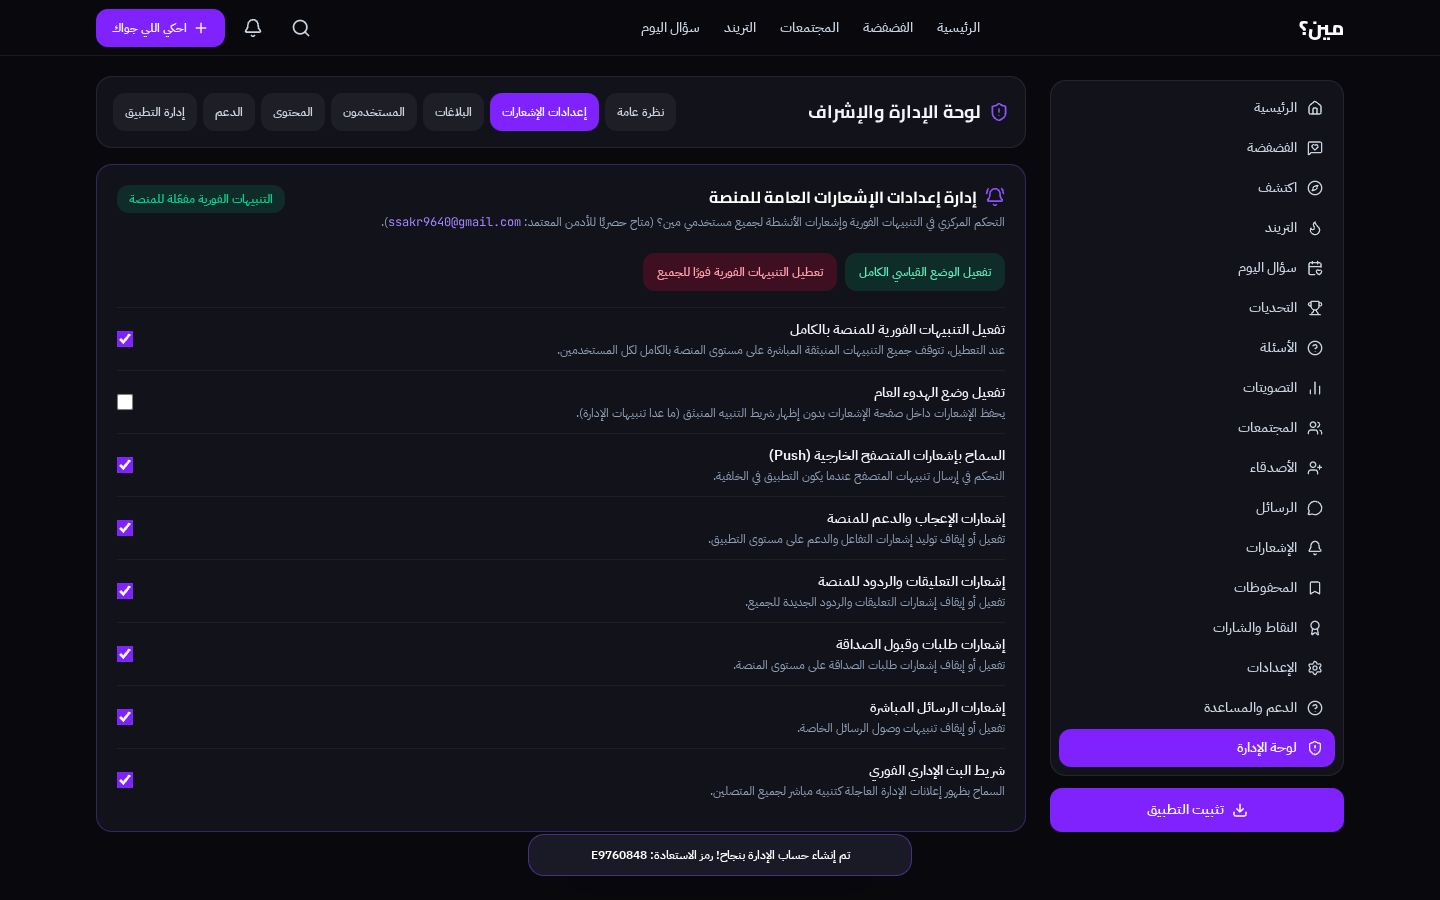 مين؟
الرئيسية
الفضفضة
المجتمعات
التريند
سؤال اليوم
احكي اللي جواك
الرئيسية
الفضفضة
اكتشف
التريند
سؤال اليوم
التحديات
الأسئلة
التصويتات
المجتمعات
الأصدقاء
الرسائل
الإشعارات
المحفوظات
النقاط والشارات
الإعدادات
الدعم والمساعدة
لوحة الإدارة
تثبيت التطبيق
لوحة الإدارة والإشراف
نظرة عامة
إعدادات الإشعارات
البلاغات
المستخدمون
المحتوى
الدعم
إدارة التطبيق
إدارة إعدادات الإشعارات العامة للمنصة
التنبيهات الفورية مفعّلة للمنصة
التحكم المركزي في التنبيهات الفورية وإشعارات الأنشطة لجميع مستخدمي مين؟ (متاح حصريًا للأدمن المعتمد: ssakr9640@gmail.com).
تفعيل الوضع القياسي الكامل
تعطيل التنبيهات الفورية فورًا للجميع
تفعيل التنبيهات الفورية للمنصة بالكامل
عند التعطيل، تتوقف جميع التنبيهات المنبثقة المباشرة على مستوى المنصة بالكامل لكل المستخدمين.
تفعيل وضع الهدوء العام
يحفظ الإشعارات داخل صفحة الإشعارات بدون إظهار شريط التنبيه المنبثق (ما عدا تنبيهات الإدارة).
السماح بإشعارات المتصفح الخارجية (Push)
التحكم في إرسال تنبيهات المتصفح عندما يكون التطبيق في الخلفية.
إشعارات الإعجاب والدعم للمنصة
تفعيل أو إيقاف توليد إشعارات التفاعل والدعم على مستوى التطبيق.
إشعارات التعليقات والردود للمنصة
تفعيل أو إيقاف إشعارات التعليقات والردود الجديدة للجميع.
إشعارات طلبات وقبول الصداقة
تفعيل أو إيقاف إشعارات طلبات الصداقة على مستوى المنصة.
إشعارات الرسائل المباشرة
تفعيل أو إيقاف تنبيهات وصول الرسائل الخاصة.
شريط البث الإداري الفوري
السماح بظهور إعلانات الإدارة العاجلة كتنبيه مباشر لجميع المتصلين.
تم إنشاء حساب الإدارة بنجاح! رمز الاستعادة: E9760848